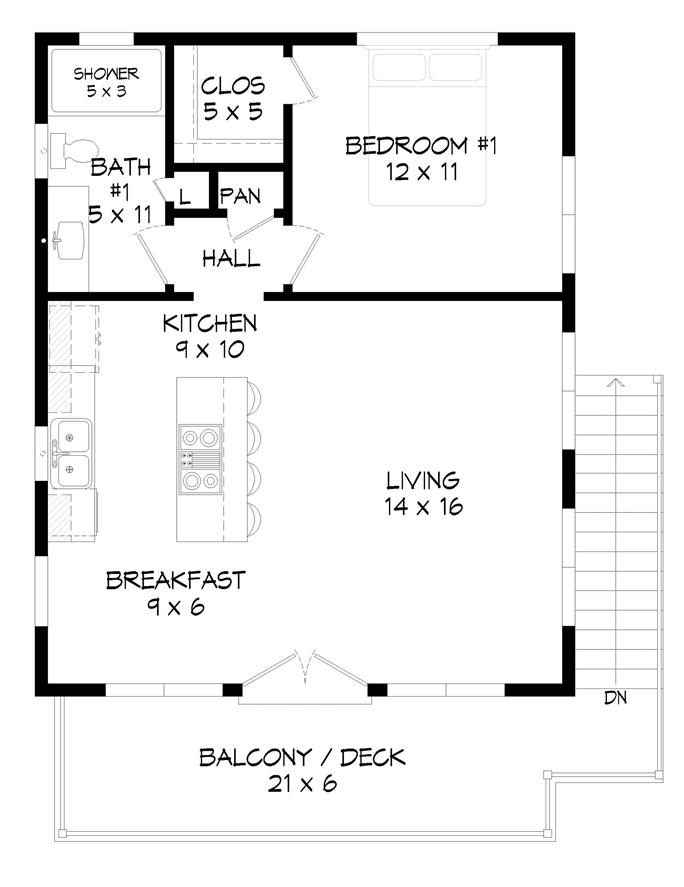 SHOWER
5 x 3
CLOS
5 x 5
BEDROOM #1
12 x 11
BATH
#1
5 x 11
L
PAN
HALL
KITCHEN
9 x 10
LIVING
14 x 16
BREAKFAST
9 x 6
DN
BALCONY / DECK
21 x 6